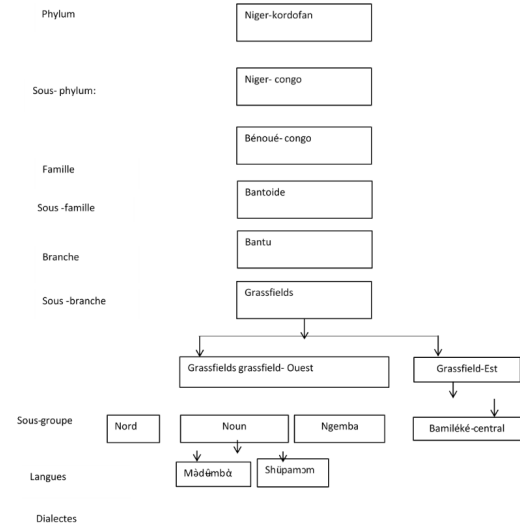 Phylum
Niger-kordofan
Sous- phylum:
Niger- congo
Bénoué- congo
Famille
Bantoide
Sous -famille
Bantu
Branche
Grassfields
Sous -branche
Grassfields grassfield- Ouest
Grassfield-Est
Sous-groupe
Nord
Noun
Ngemba
Bamiléké-central
Langues
Shüpamɔm
Dialectes